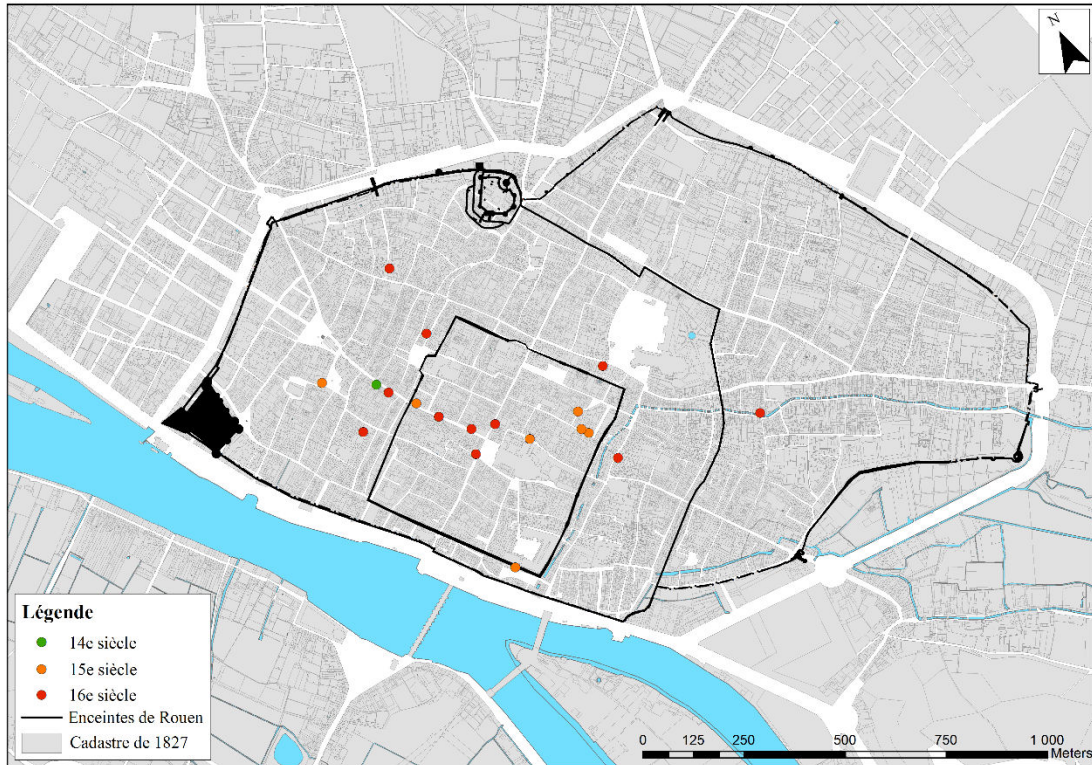 N
Légende
14e siècle
15e siècle
16e siècle
Enceintes de Rouen
Cadastre de 1827
0 125 250 500 750 1 000
Meters